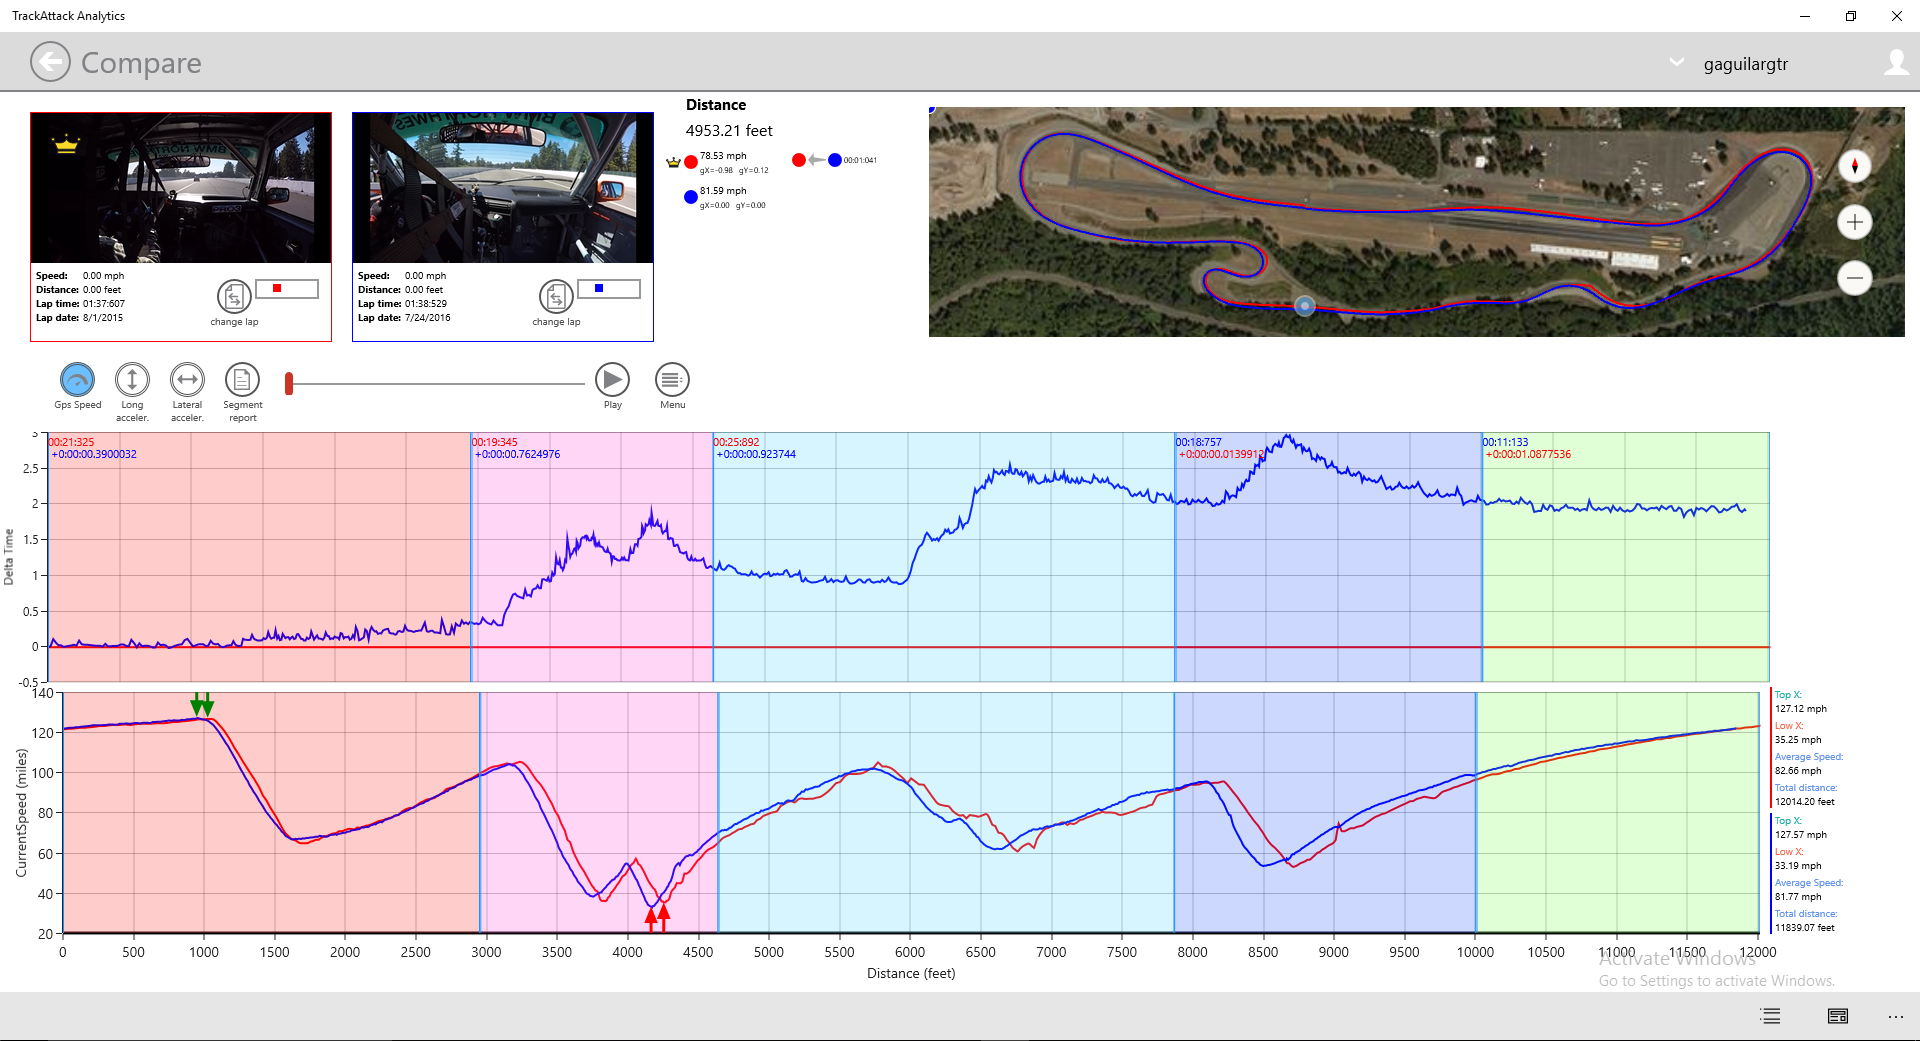 TrackAttack Analytics
Compare
gaguilargtr
Speed: 0.00 mph
Distance: 0.00 feet
Lap time: 01:37:607
Lap date: 8/1/2015
change lap
Speed: 0.00 mph
Distance: 0.00 feet
Lap time: 01:38:529
Lap date: 7/24/2016
change lap
Distance
4953.21 feet
78.53 mph
gX=-0.98 gY=0.12
00:01:041
81.59 mph
gX=0.00 gY=0.00
Gps Speed
Long acceler.
Lateral acceler.
Segment report
Play
Menu
Delta Time
3
2.5
2
1.5
1
0.5
0
-0.5
00:21:325
+0:00:00.3900032
00:19:345
+0:00:00.7624976
00:25:892
+0:00:00.923744
00:18:757
+0:00:00.0139912
00:11:133
+0:00:01.0877536
CurrentSpeed (miles)
140
120
100
80
60
40
20
0 500 1000 1500 2000 2500 3000 3500 4000 4500 5000 5500 6000 6500 7000 7500 8000 8500 9000 9500 10000 10500 11000 11500 12000
Distance (feet)
Top X:
127.12 mph
Low X:
35.25 mph
Average Speed:
82.66 mph
Total distance:
12014.20 feet
Top X:
127.57 mph
Low X:
33.19 mph
Average Speed:
81.77 mph
Total distance:
11839.07 feet
Activate Windows
Go to Settings to activate Windows.